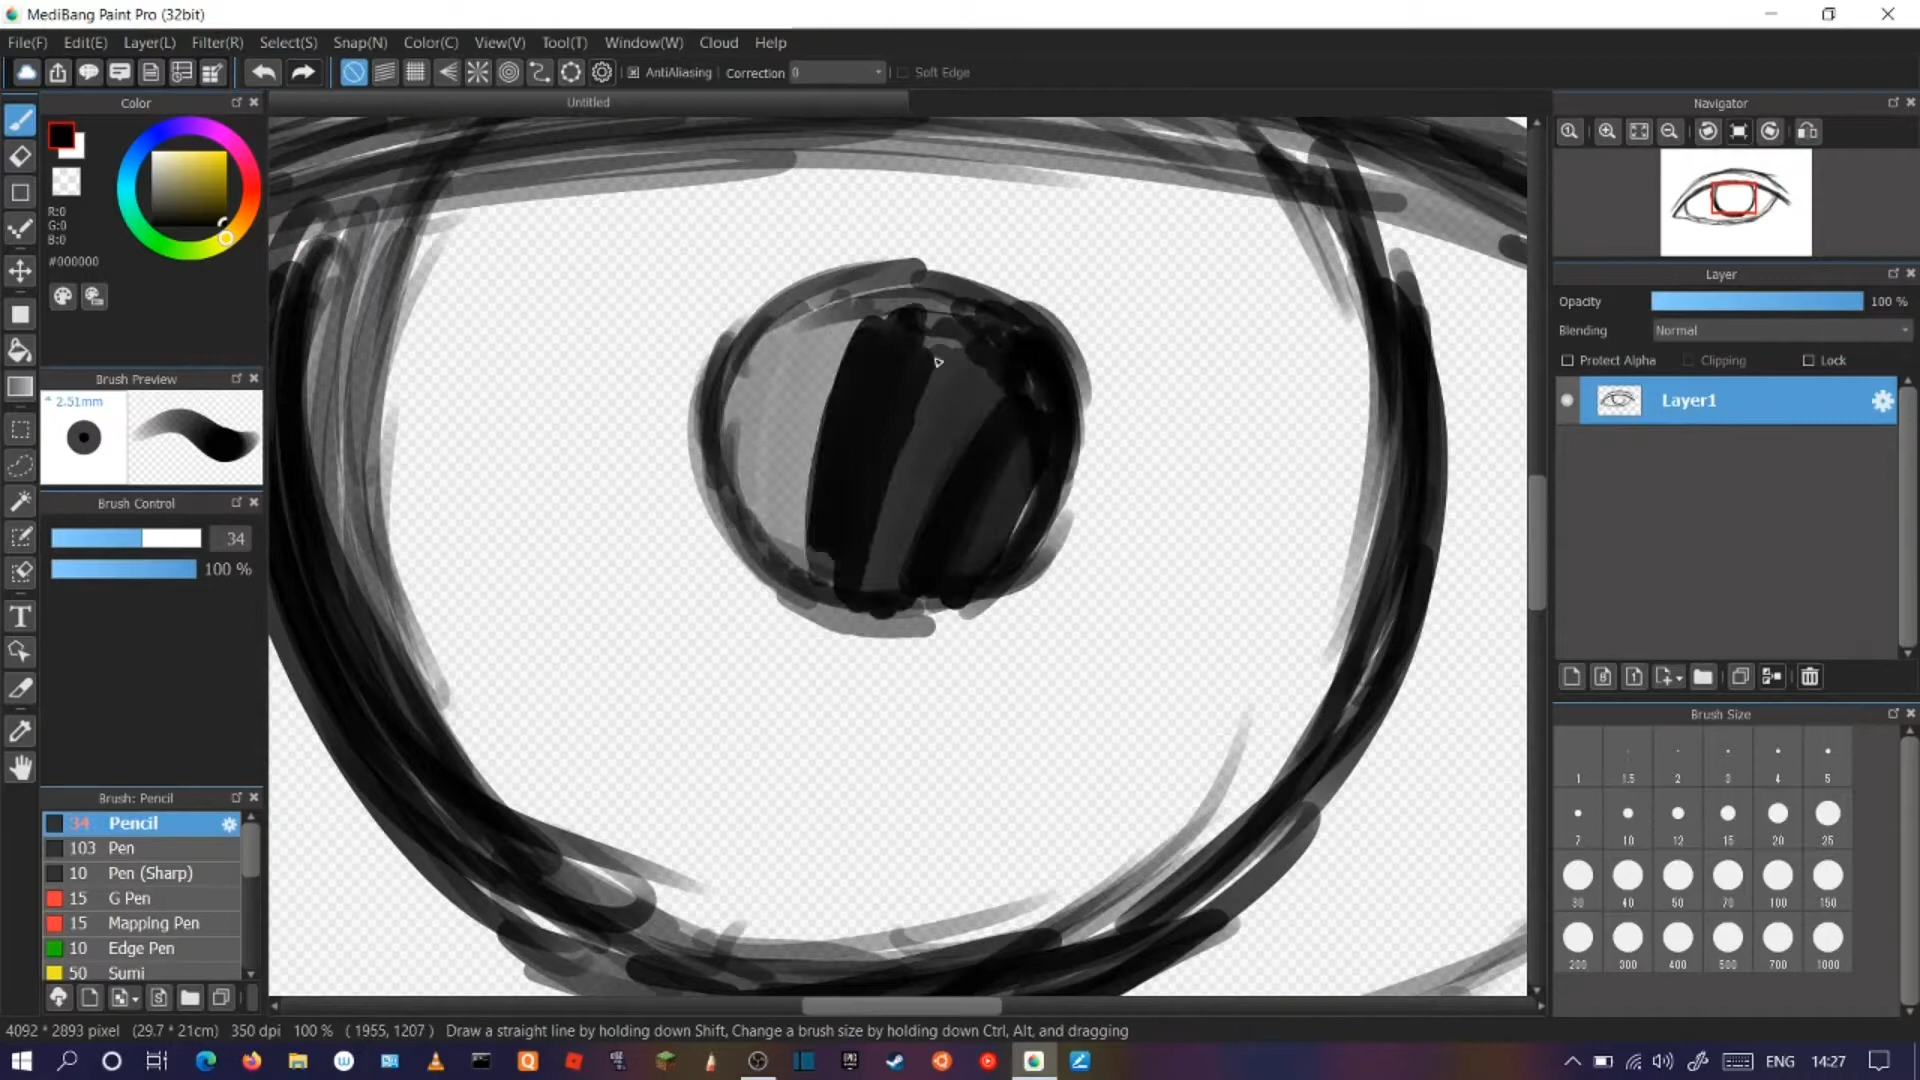 MediBang Paint Pro (32bit)
File(F) Edit(E) Layer(L) Filter(R) Select(S) Snap(N) Color(C) View(V) Tool(T) Window(W) Cloud Help
AntiAliasing Correction 0 Soft Edge
Color
Untitled
Navigator
R:0
G:0
B:0
#000000
Layer
Opacity 100 %
Blending Normal
Protect Alpha Clipping Lock
Brush Preview
2.51mm
Layer1
Brush Control
34
100 %
Brush Size
1 1.5 2 3 4 5
7 10 12 15 20 25
30 40 50 70 100 150
200 300 400 500 700 1000
Brush: Pencil
34 Pencil
103 Pen
10 Pen (Sharp)
15 G Pen
15 Mapping Pen
10 Edge Pen
50 Sumi
4092 * 2893 pixel (29.7 * 21cm) 350 dpi 100 % ( 1955, 1207 ) Draw a straight line by holding down Shift, Change a brush size by holding down Ctrl, Alt, and dragging
ENG 14:27